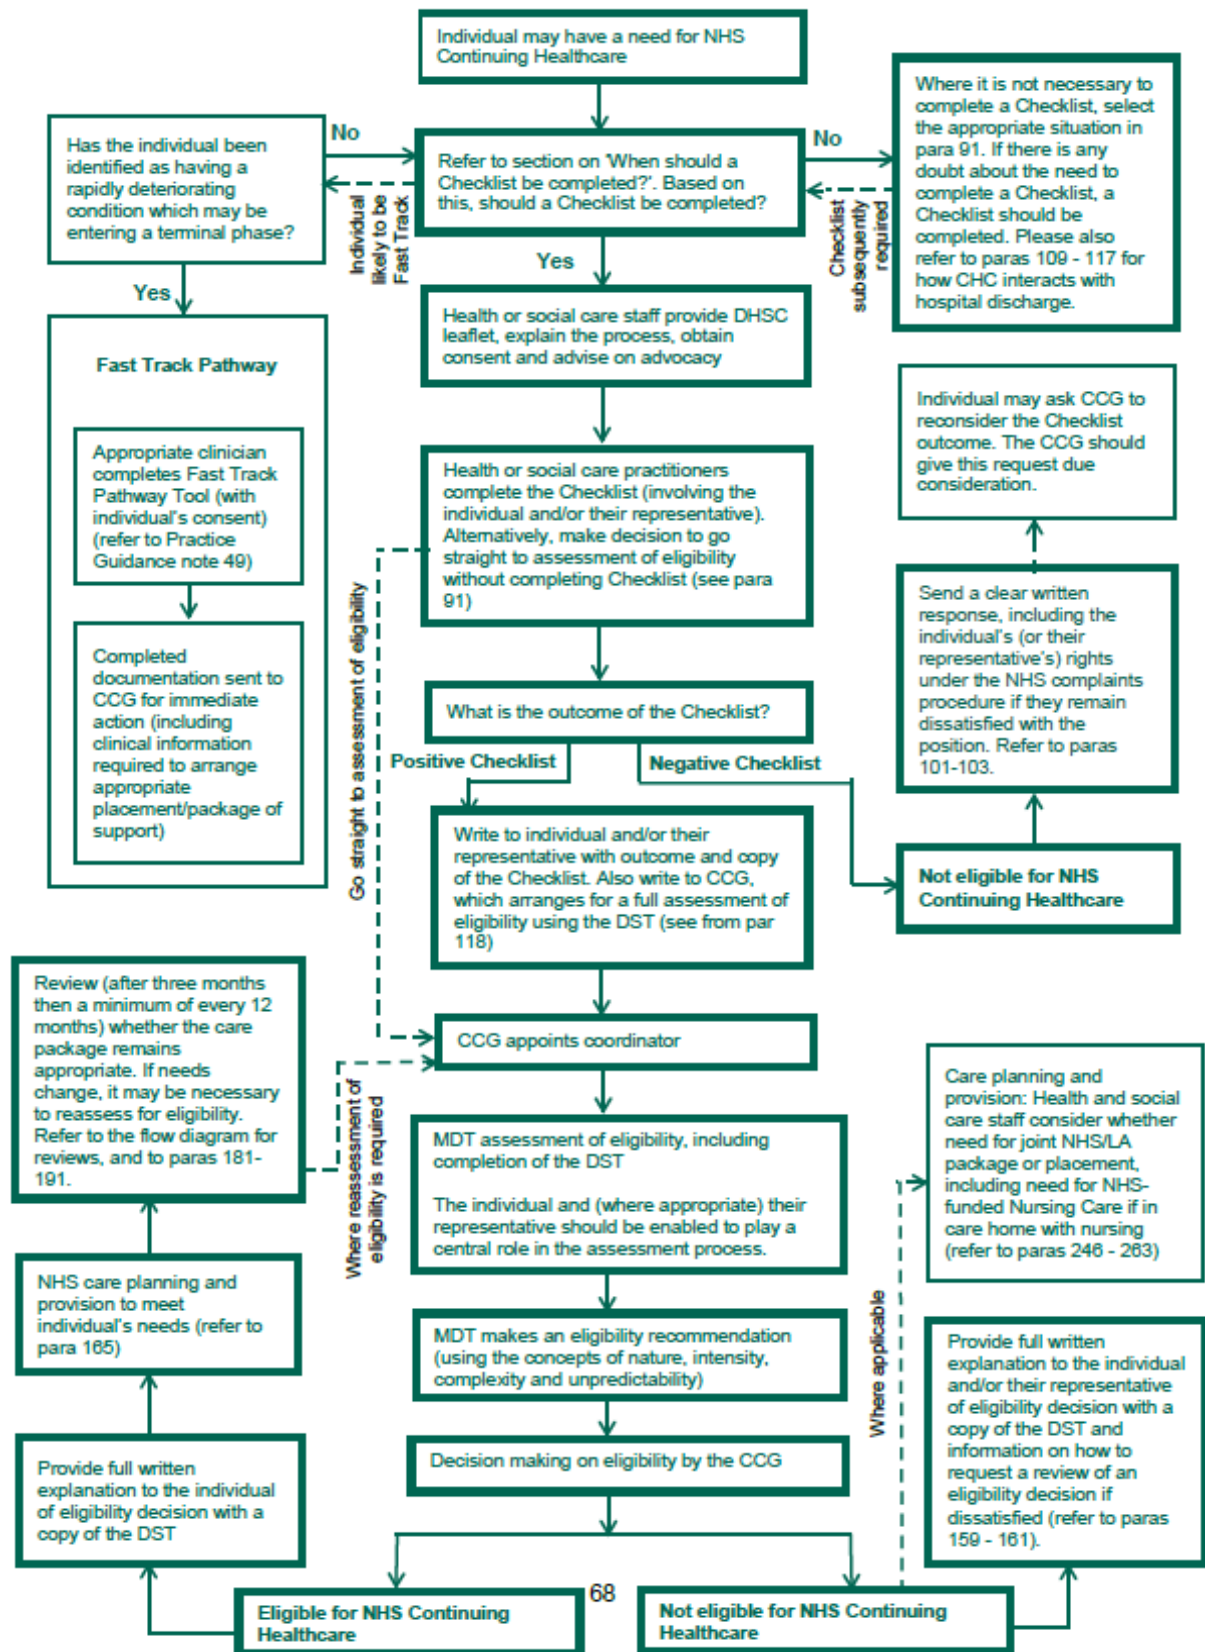 Individual may have a need for NHS
Continuing Healthcare
Has the individual been
identified as having a
rapidly deteriorating
condition which may be
entering a terminal phase?
No
Individual
likely to be
Fast Track
Refer to section on 'When should a
Checklist be completed?'. Based on
this, should a Checklist be completed?
No
Checklist
subsequently
required
Where it is not necessary to
complete a Checklist, select
the appropriate situation in
para 91. If there is any
doubt about the need to
complete a Checklist, a
Checklist should be
completed. Please also
refer to paras 109 - 117 for
how CHC interacts with
hospital discharge.
Yes
Yes
Fast Track Pathway
Appropriate clinician
completes Fast Track
Pathway Tool (with
individual's consent)
(refer to Practice
Guidance note 49)
Completed
documentation sent to
CCG for immediate
action (including
clinical information
required to arrange
appropriate
placement/package of
support)
Health or social care staff provide DHSC
leaflet, explain the process, obtain
consent and advise on advocacy
Health or social care practitioners
complete the Checklist (involving the
individual and/or their representative).
Alternatively, make decision to go
straight to assessment of eligibility
without completing Checklist (see para
91)
Go straight to assessment of eligibility
What is the outcome of the Checklist?
Positive Checklist
Negative Checklist
Individual may ask CCG to
reconsider the Checklist
outcome. The CCG should
give this request due
consideration.
Send a clear written
response, including the
individual's (or their
representative's) rights
under the NHS complaints
procedure if they remain
dissatisfied with the
position. Refer to paras
101-103.
Not eligible for NHS
Continuing Healthcare
Write to individual and/or their
representative with outcome and copy
of the Checklist. Also write to CCG,
which arranges for a full assessment of
eligibility using the DST (see from par
118)
CCG appoints coordinator
Review (after three months
then a minimum of every 12
months) whether the care
package remains
appropriate. If needs
change, it may be necessary
to reassess for eligibility.
Refer to the flow diagram for
reviews, and to paras 181-
191.
Where reassessment of
eligibility is required
MDT assessment of eligibility, including
completion of the DST
The individual and (where appropriate) their
representative should be enabled to play a
central role in the assessment process.
Care planning and
provision: Health and social
care staff consider whether
need for joint NHS/LA
package or placement,
including need for NHS-
funded Nursing Care if in
care home with nursing
(refer to paras 246 - 263)
NHS care planning and
provision to meet
individual's needs (refer to
para 165)
MDT makes an eligibility recommendation
(using the concepts of nature, intensity,
complexity and unpredictability)
Where applicable
Provide full written
explanation to the individual
and/or their representative
of eligibility decision with a
copy of the DST and
information on how to
request a review of an
eligibility decision if
dissatisfied (refer to paras
159 - 161).
Provide full written
explanation to the individual
of eligibility decision with a
copy of the DST
Decision making on eligibility by the CCG
Eligible for NHS Continuing
Healthcare
68
Not eligible for NHS Continuing
Healthcare